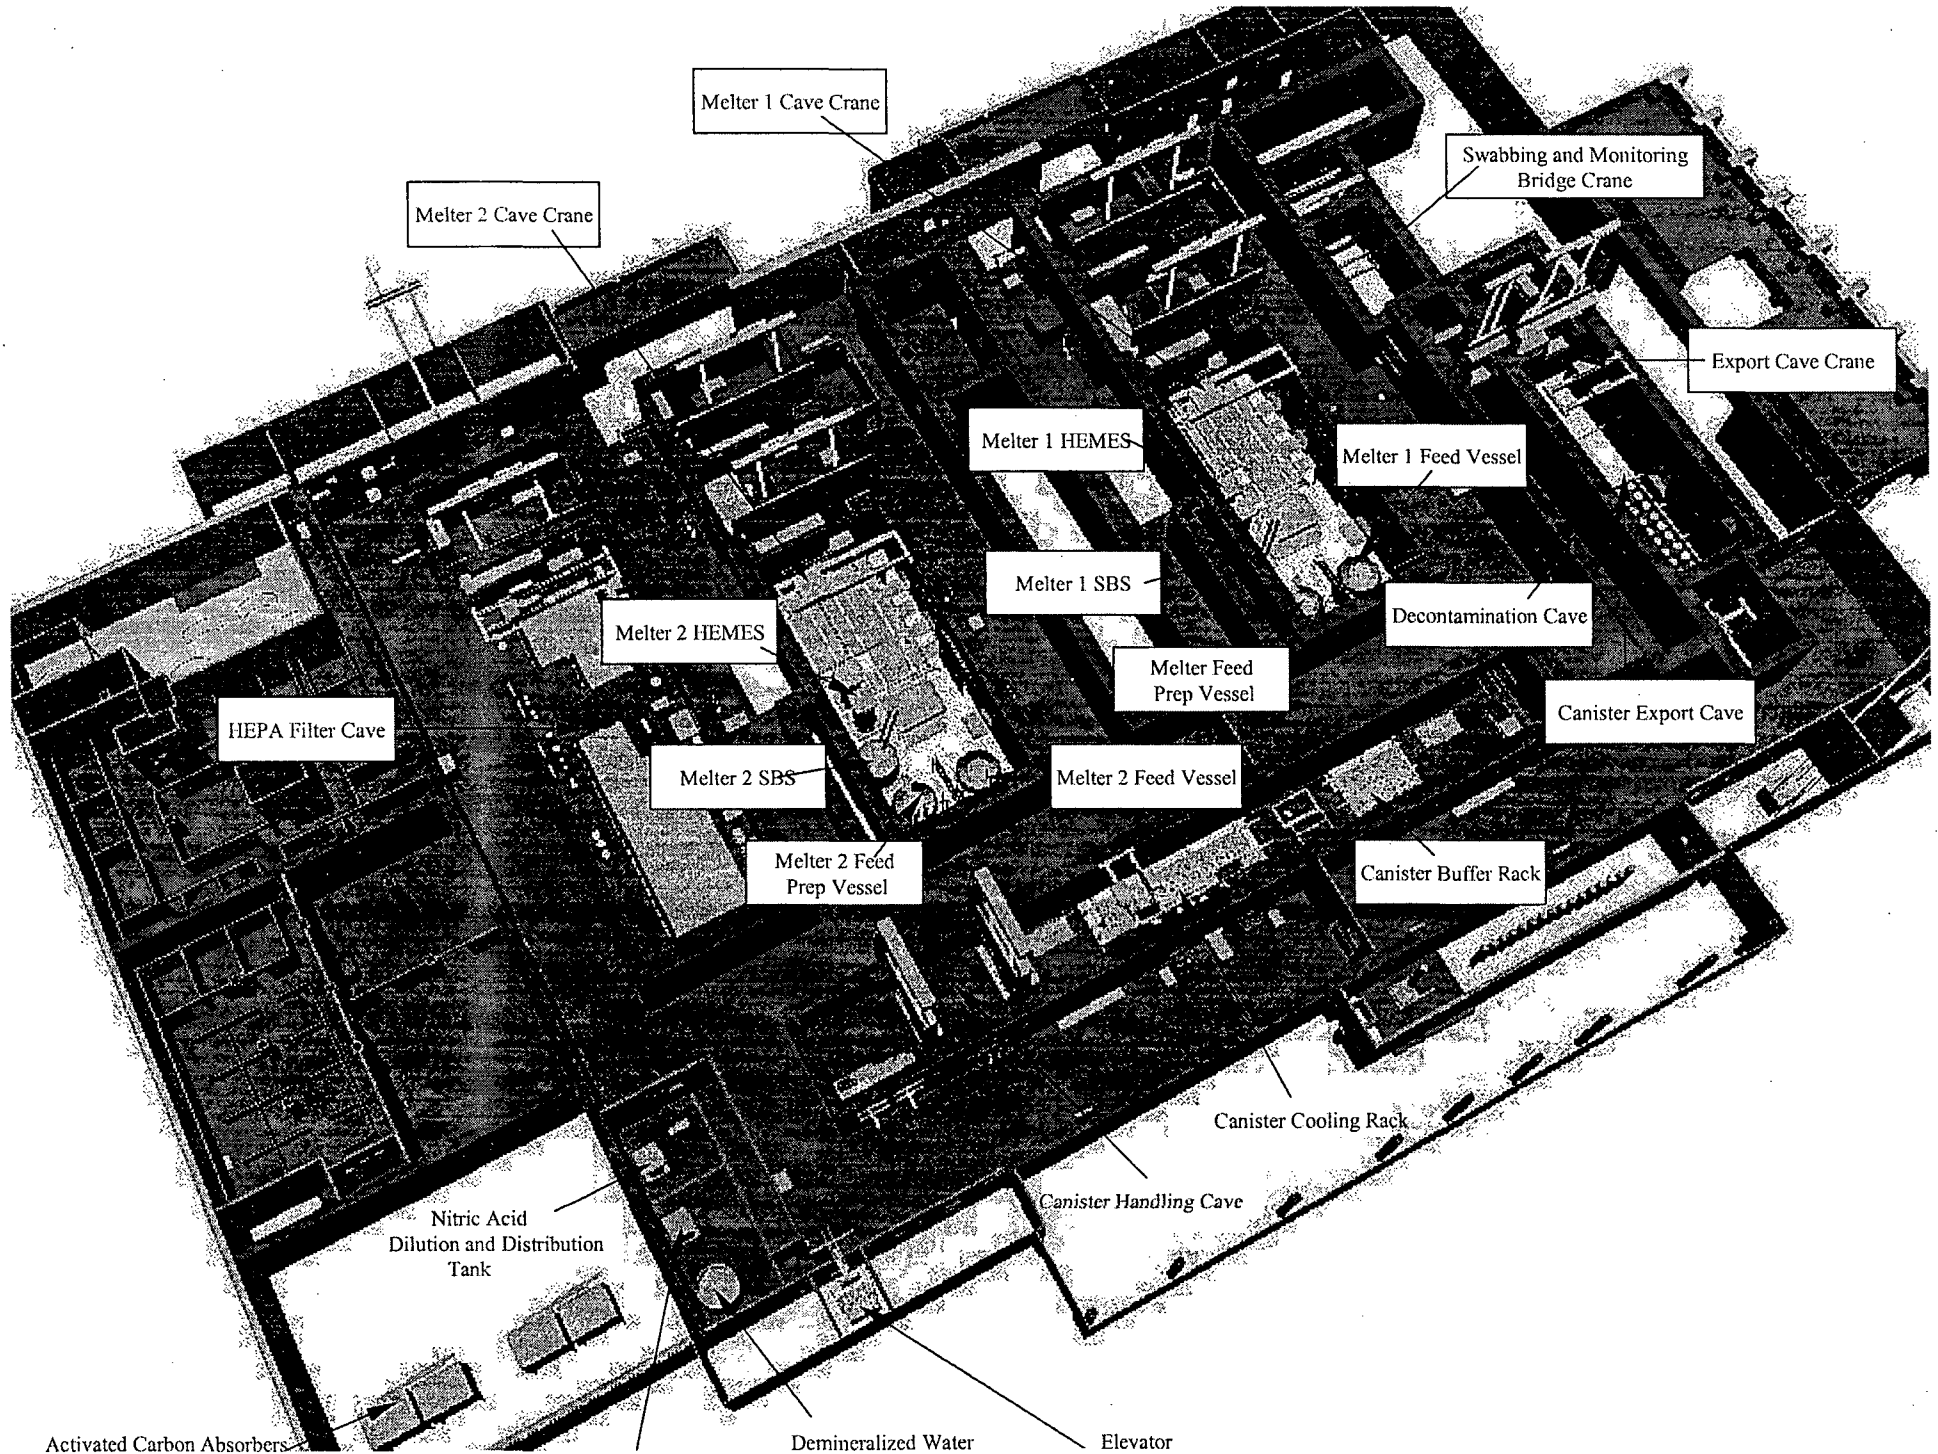 Melter 1 Cave Crane
Swabbing and Monitoring
Bridge Crane
Melter 2 Cave Crane
Export Cave Crane
Melter 1 HEMES
Melter 1 Feed Vessel
Melter 1 SBS
Decontamination Cave
Melter 2 HEMES
Melter Feed
Prep Vessel
Canister Export Cave
HEPA Filter Cave
Melter 2 SBS
Melter 2 Feed Vessel
Melter 2 Feed
Prep Vessel
Canister Buffer Rack
Canister Cooling Rack
Canister Handling Cave
Nitric Acid
Dilution and Distribution
Tank
Activated Carbon Absorbers
Demineralized Water
Elevator